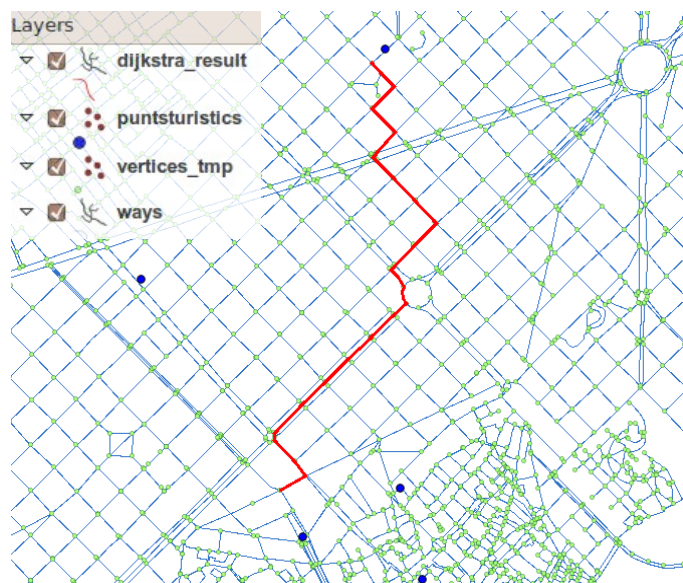 Layers
dijkstra_result
puntsturistics
vertices_tmp
ways